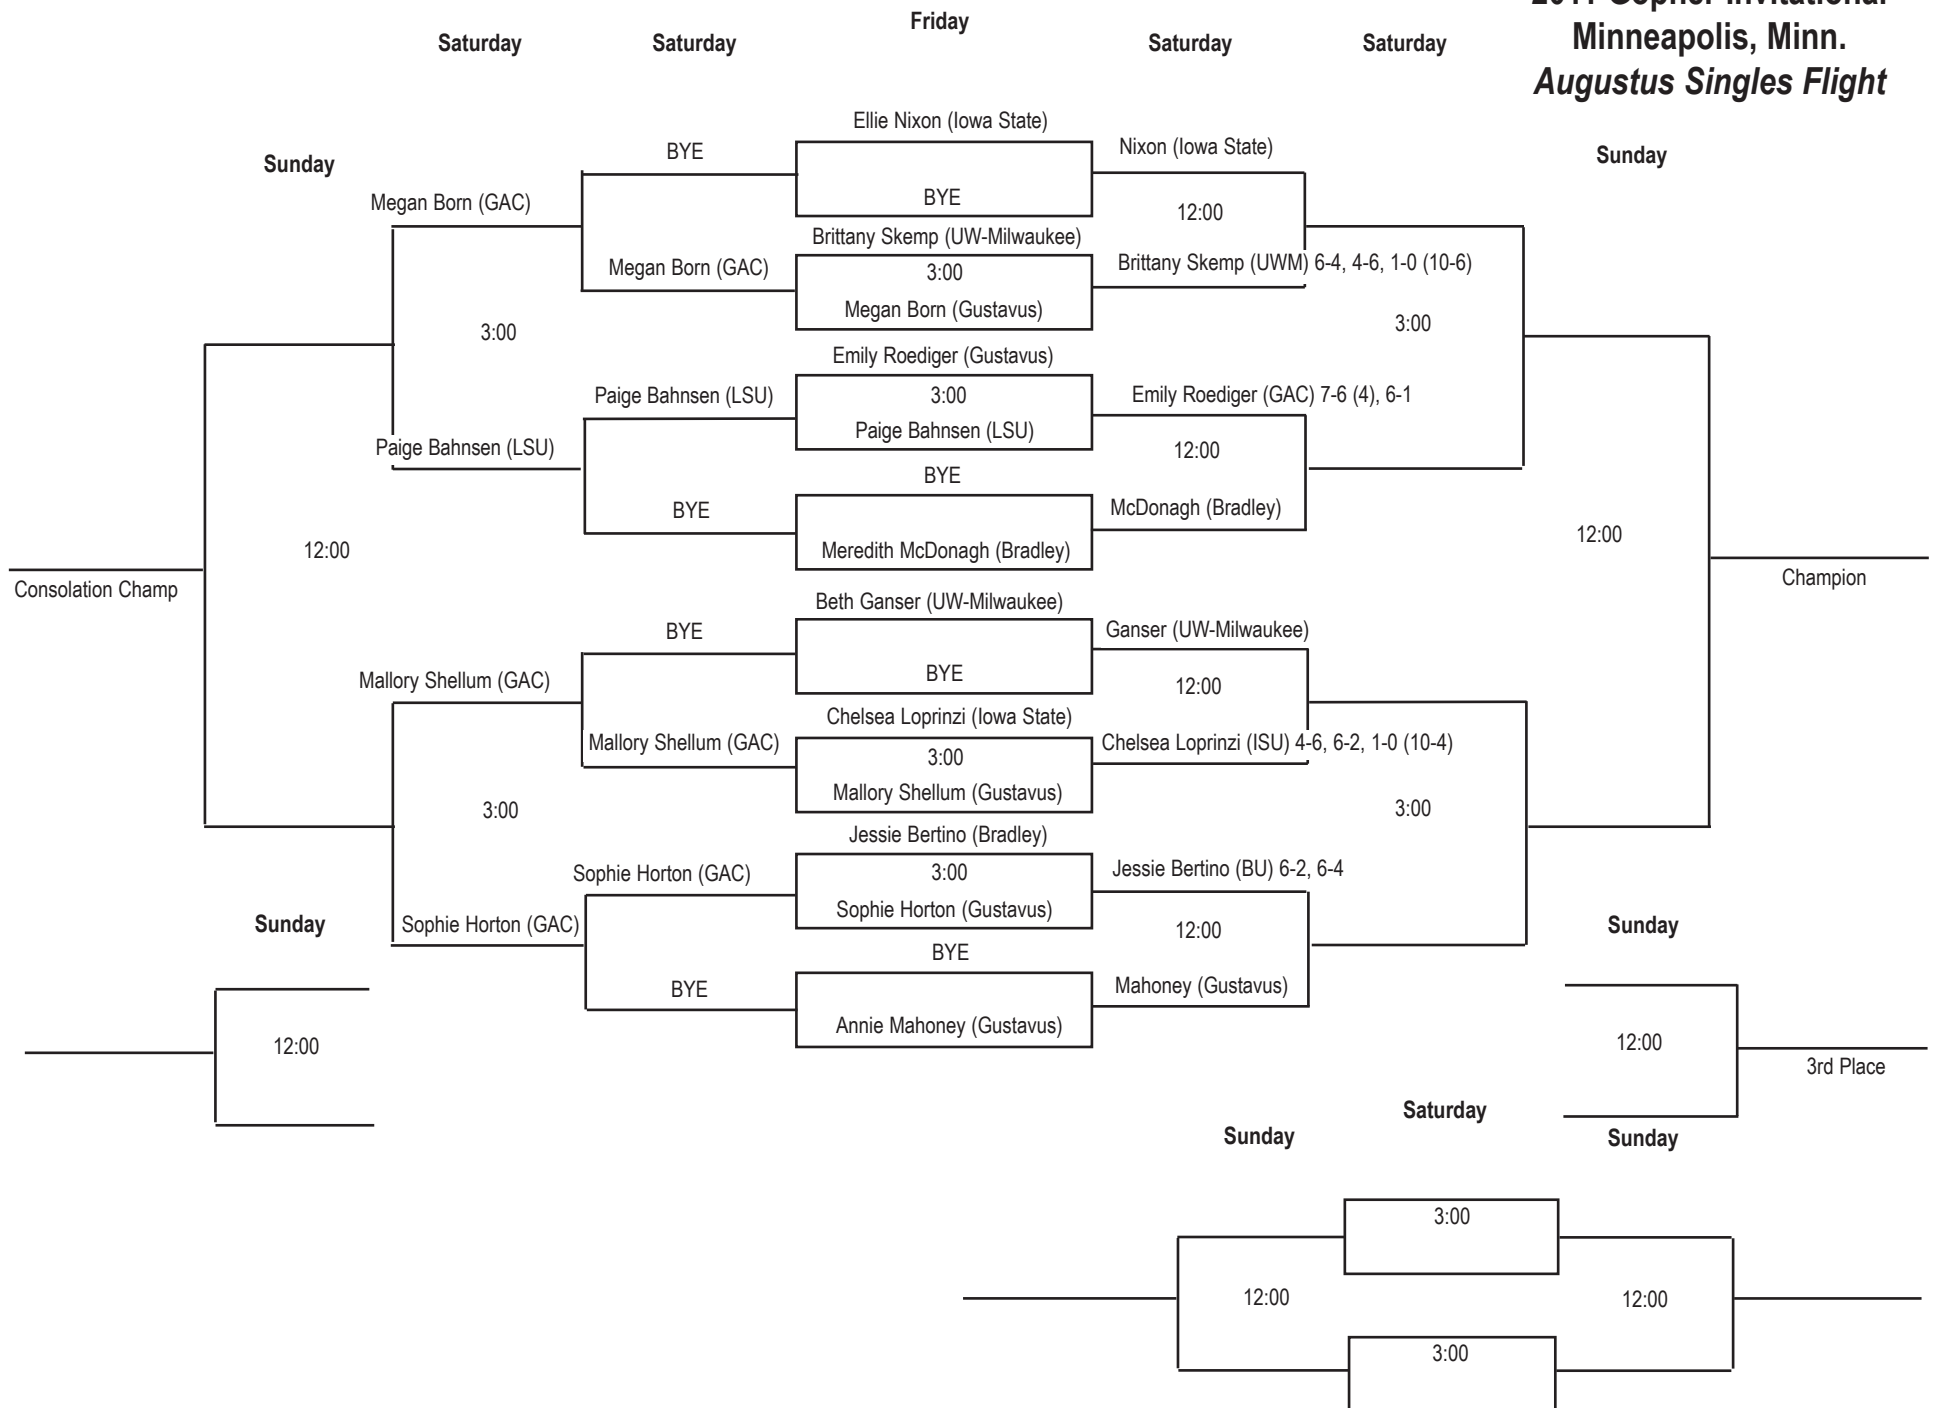 Friday
Saturday
Saturday
Saturday
Saturday
Minneapolis, Minn.
Augustus Singles Flight
Sunday
Sunday
Ellie Nixon (Iowa State)
BYE
Nixon (Iowa State)
BYE
Megan Born (GAC)
12:00
Brittany Skemp (UW-Milwaukee)
Megan Born (GAC)
3:00
Brittany Skemp (UWM) 6-4, 4-6, 1-0 (10-6)
Megan Born (Gustavus)
3:00
3:00
Emily Roediger (Gustavus)
Paige Bahnsen (LSU)
3:00
Emily Roediger (GAC) 7-6 (4), 6-1
Paige Bahnsen (LSU)
Paige Bahnsen (LSU)
12:00
BYE
BYE
McDonagh (Bradley)
12:00
Meredith McDonagh (Bradley)
12:00
Consolation Champ
Champion
Beth Ganser (UW-Milwaukee)
BYE
Ganser (UW-Milwaukee)
BYE
Mallory Shellum (GAC)
12:00
Chelsea Loprinzi (Iowa State)
Mallory Shellum (GAC)
3:00
Chelsea Loprinzi (ISU) 4-6, 6-2, 1-0 (10-4)
Mallory Shellum (Gustavus)
3:00
3:00
Jessie Bertino (Bradley)
Sophie Horton (GAC)
3:00
Jessie Bertino (BU) 6-2, 6-4
Sophie Horton (Gustavus)
Sunday
Sophie Horton (GAC)
12:00
Sunday
BYE
BYE
Mahoney (Gustavus)
Annie Mahoney (Gustavus)
12:00
12:00
3rd Place
Saturday
Sunday
Sunday
3:00
12:00
12:00
3:00